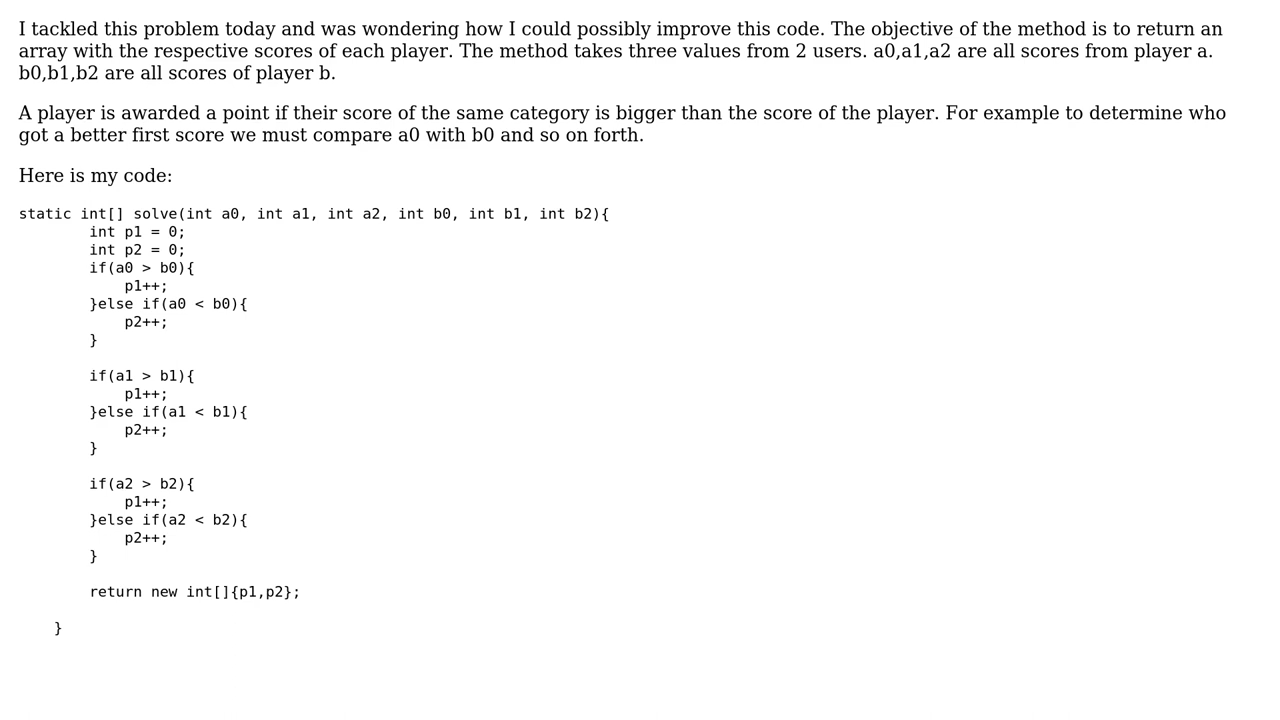 I tackled this problem today and was wondering how I could possibly improve this code. The objective of the method is to return an
array with the respective scores of each player. The method takes three values from 2 users. a0,a1,a2 are all scores from player a.
b0,b1,b2 are all scores of player b.

A player is awarded a point if their score of the same category is bigger than the score of the player. For example to determine who
got a better first score we must compare a0 with b0 and so on forth.

Here is my code:

static int[] solve(int a0, int a1, int a2, int b0, int b1, int b2){
        int p1 = 0;
        int p2 = 0;
        if(a0 > b0){
            p1++;
        }else if(a0 < b0){
            p2++;
        }

        if(a1 > b1){
            p1++;
        }else if(a1 < b1){
            p2++;
        }

        if(a2 > b2){
            p1++;
        }else if(a2 < b2){
            p2++;
        }

        return new int[]{p1,p2};

    }